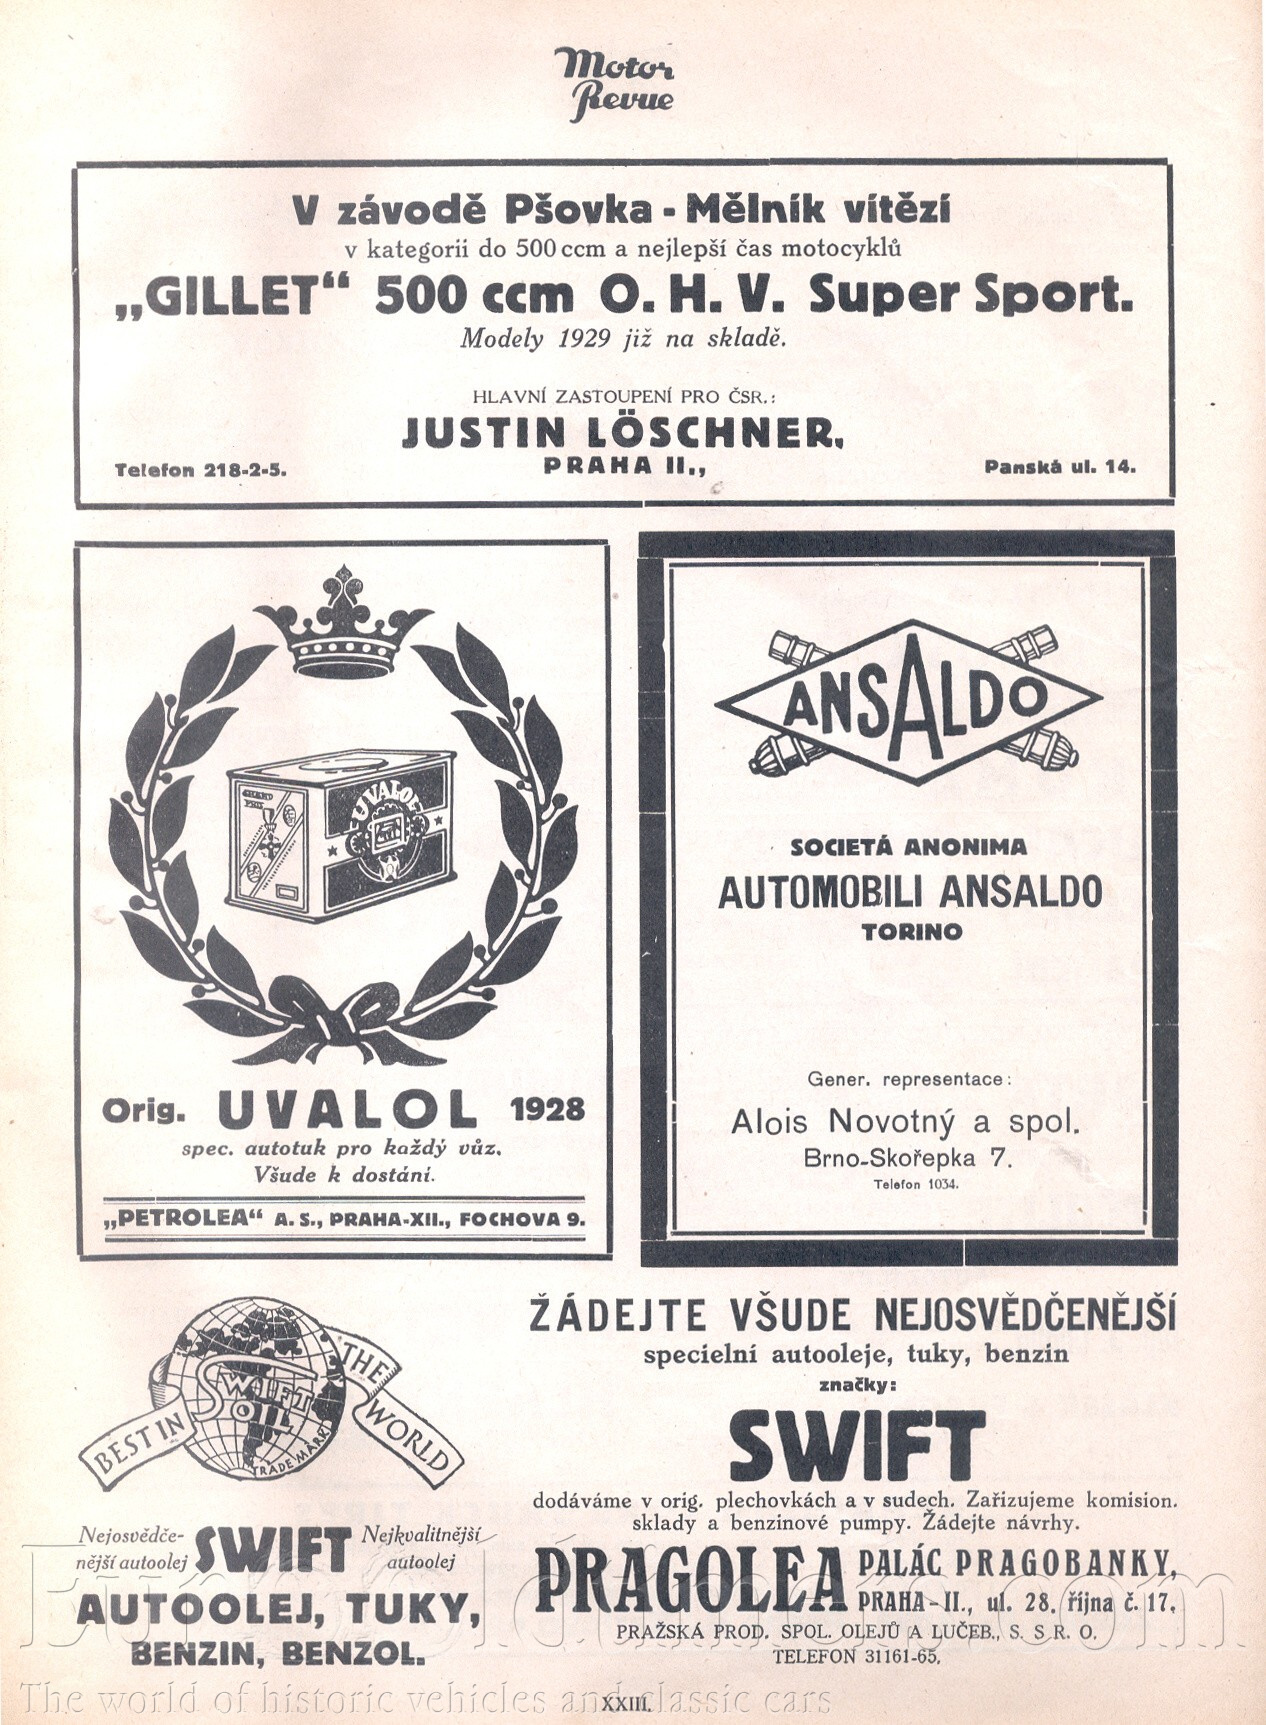 Motor
Revue
V závodě Pšovka - Mělník vítězí
v kategorii do 500 ccm a nejlepší čas motocyklů
„GILLET“ 500 ccm O. H. V. Super Sport.
Modely 1929 již na skladě.
HLAVNÍ ZASTOUPENÍ PRO ČSR.:
JUSTIN LÖSCHNER,
Telefon 218-2-5.
PRAHA II.,
Panská ul. 14.
UVALOL
Orig. UVALOL 1928
spec. autotuk pro každý vůz.
Všude k dostání.
„PETROLEA“ A. S., PRAHA-XII., FOCHOVA 9.
ANSALDO
SOCIETÁ ANONIMA
AUTOMOBILI ANSALDO
TORINO
Gener. representace:
Alois Novotný a spol.
Brno-Skořepka 7.
Telefon 1034.
BEST IN
THE
WORLD
SWIFT
OIL
TRADE MARK
Nejosvědče-
nější autoolej
SWIFT
Nejkvalitnější
autoolej
AUTOOLEJ, TUKY,
BENZIN, BENZOL.
ŽÁDEJTE VŠUDE NEJOSVĚDČENĚJŠÍ
specielní autooleje, tuky, benzin
značky:
SWIFT
dodáváme v orig. plechovkách a v sudech. Zařizujeme komision.
sklady a benzinové pumpy. Žádejte návrhy.
PRAGOLEA
PALÁC PRAGOBANKY,
PRAHA-II., ul. 28. října č. 17.
PRAŽSKÁ PROD. SPOL. OLEJŮ A LUČEB., S. S R. O.
TELEFON 31161-65.
XXIII.
EuroOldtimers.com
The world of historic vehicles and classic cars